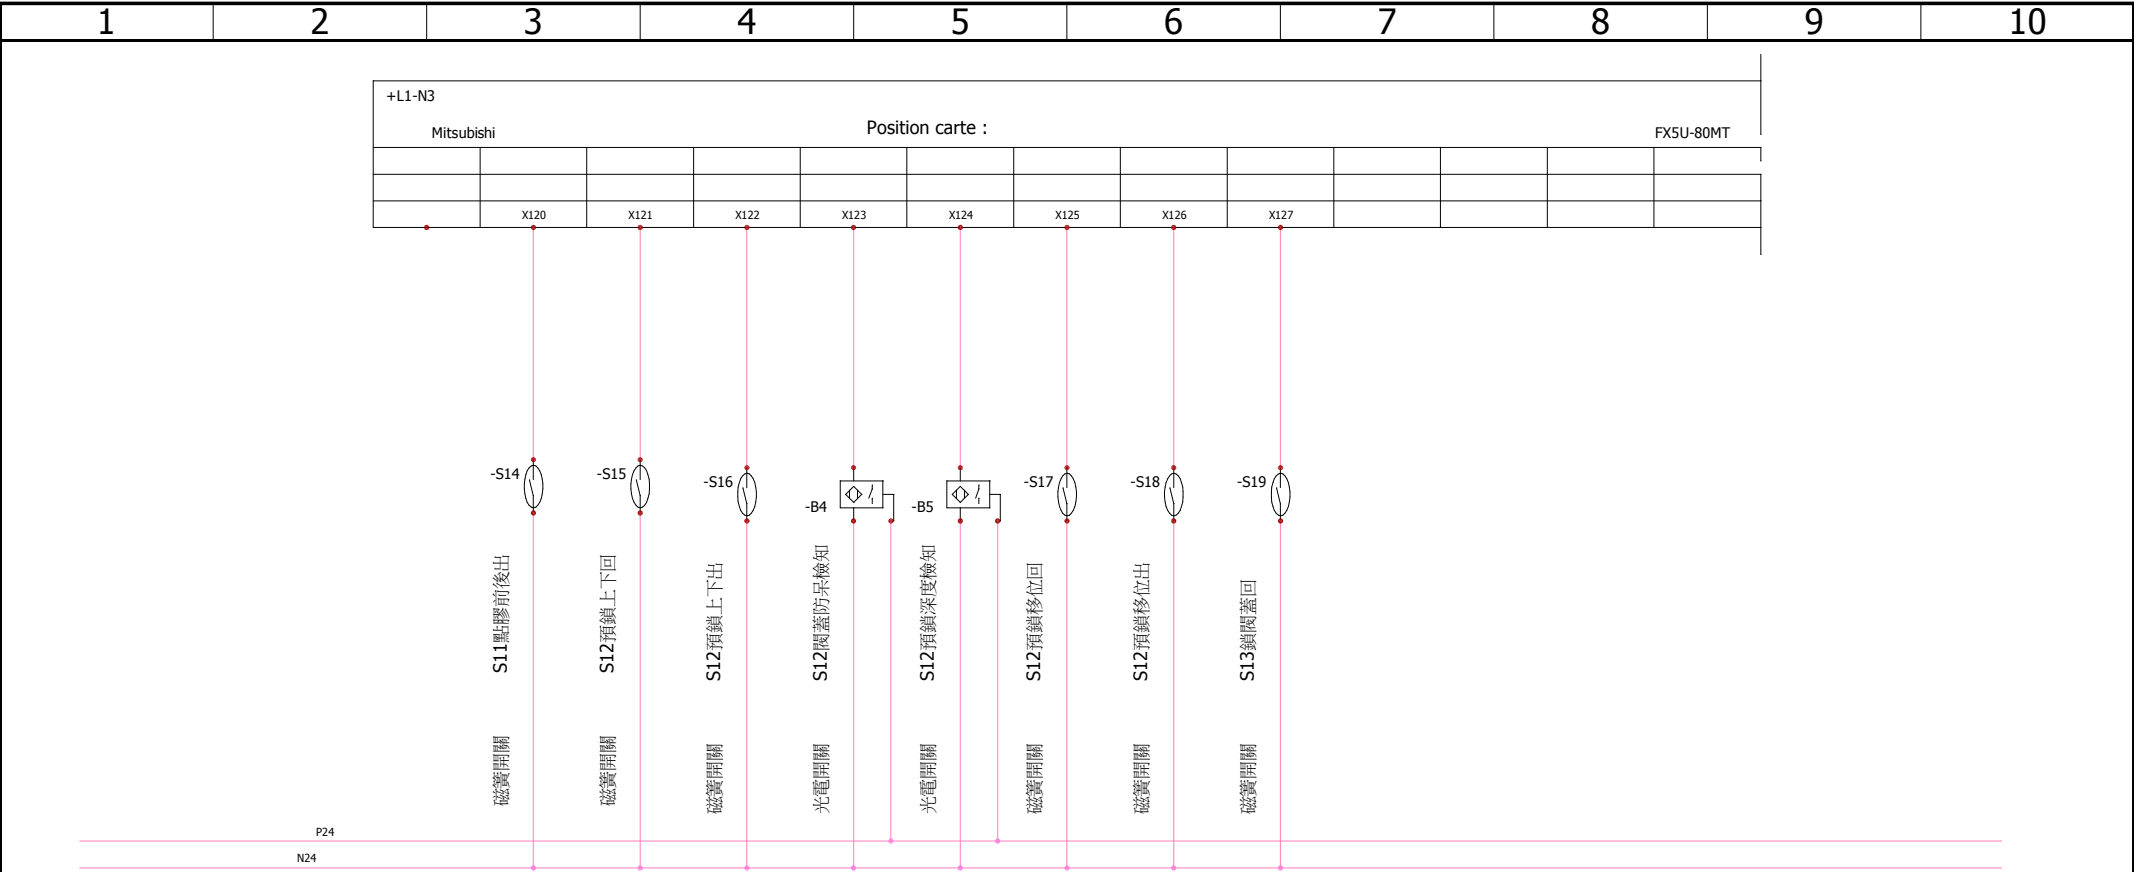 1 2 3 4 5 6 7 8 9 10
+L1-N3
Mitsubishi Position carte : FX5U-80MT
X120 X121 X122 X123 X124 X125 X126 X127
-S14
-S15
-S16
-B4
-B5
-S17
-S18
-S19
S11點膠前後出
S12預鎖上下回
S12預鎖上下出
S12閥蓋防呆檢知
S12預鎖深度檢知
S12預鎖移位回
S12預鎖移位出
S13鎖閥蓋回
磁簧開關
磁簧開關
磁簧開關
光電開關
光電開關
磁簧開關
磁簧開關
磁簧開關
P24
N24